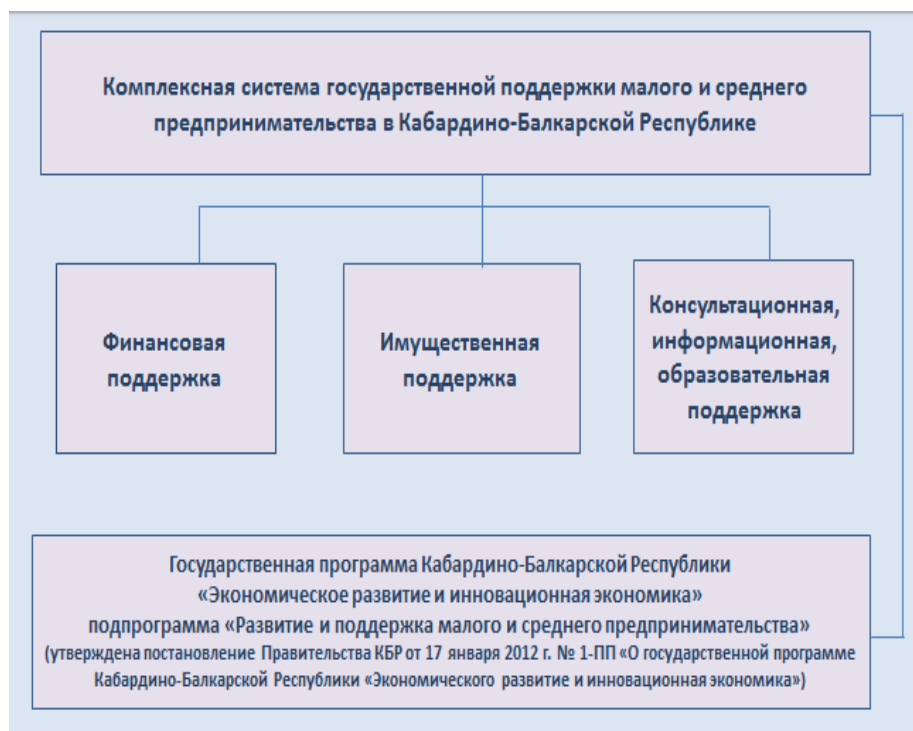 Комплексная система государственной поддержки малого и среднего
предпринимательства в Кабардино-Балкарской Республике
Финансовая
поддержка
Имущественная
поддержка
Консультационная,
информационная,
образовательная
поддержка
Государственная программа Кабардино-Балкарской Республики
«Экономическое развитие и инновационная экономика»
подпрограмма «Развитие и поддержка малого и среднего предпринимательства»
(утверждена постановление Правительства КБР от 17 января 2012 г. № 1-ПП «О государственной программе
Кабардино-Балкарской Республики «Экономического развитие и инновационная экономика»)